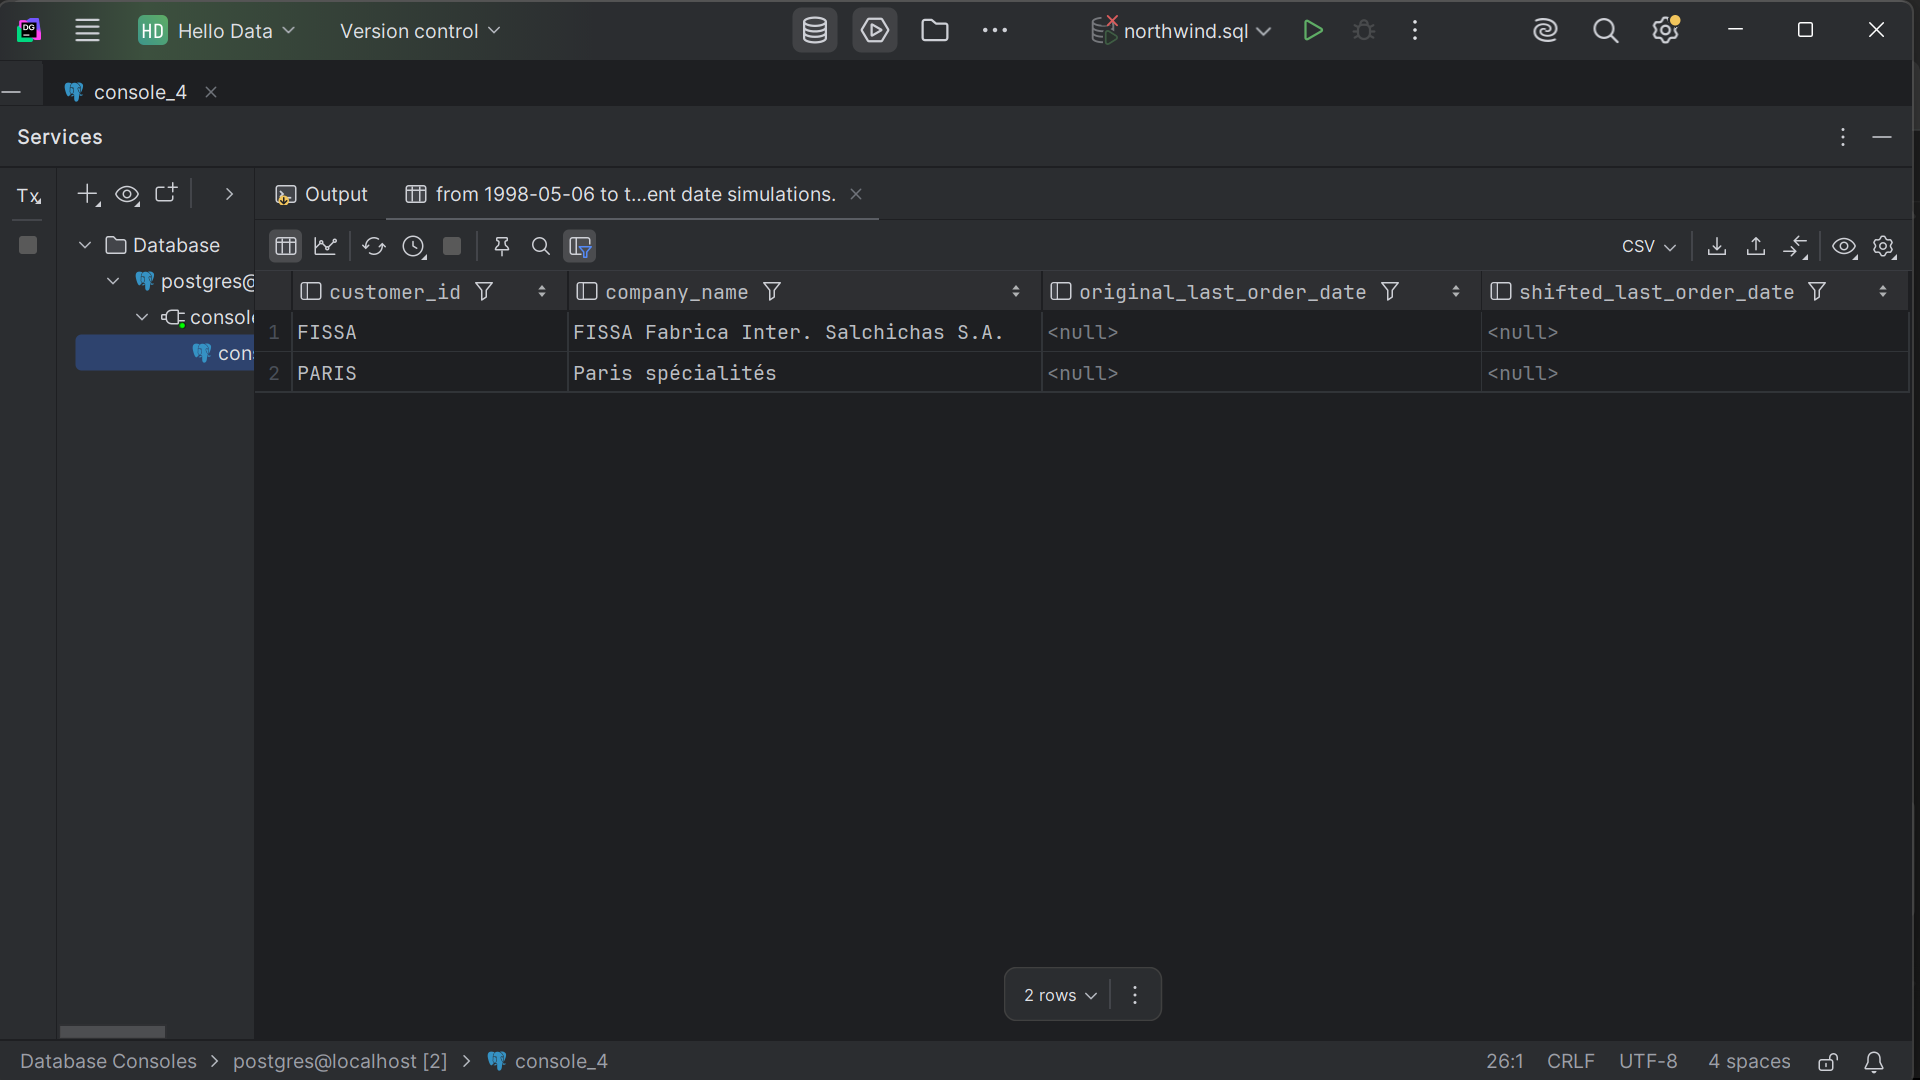 DG
HD Hello Data
Version control
northwind.sql
console_4
Services
Tx
Output
from 1998-05-06 to t...ent date simulations.
Database
postgres@
CSV
customer_id
company_name
original_last_order_date
shifted_last_order_date
1 FISSA FISSA Fabrica Inter. Salchichas S.A. <null> <null>
2 PARIS Paris spécialités <null> <null>
consol
con
2 rows
Database Consoles > postgres@localhost [2] > console_4
26:1 CRLF UTF-8 4 spaces